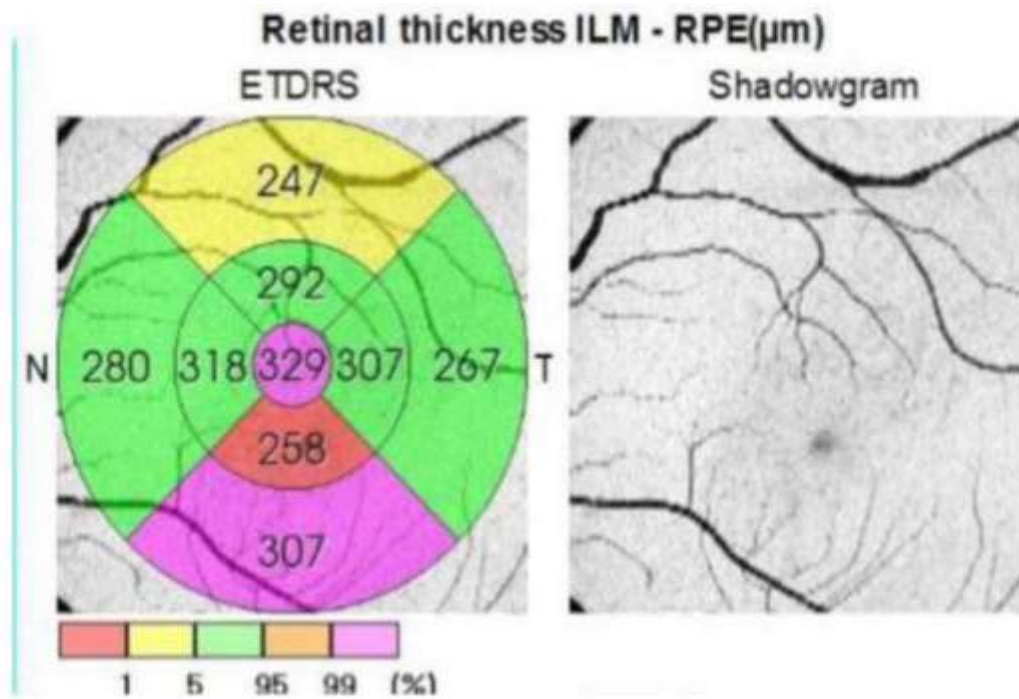 Retinal thickness ILM - RPE(µm)
ETDRS Shadowgram
247
292
N 280 318 329 307 267 T
258
307
1 5 95 99 (%)